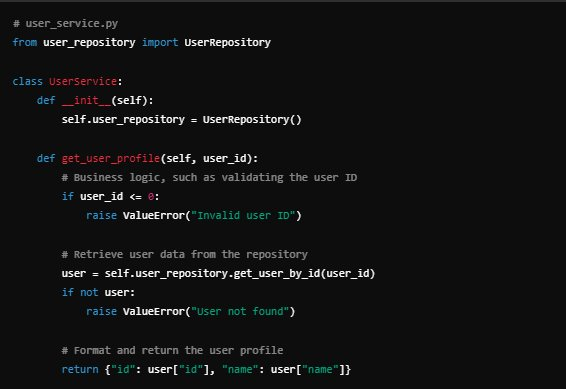 # user_service.py
from user_repository import UserRepository
class UserService:
def __init__(self):
self.user_repository = UserRepository()
def get_user_profile(self, user_id):
# Business logic, such as validating the user ID
if user_id <= 0:
raise ValueError("Invalid user ID")
# Retrieve user data from the repository
user = self.user_repository.get_user_by_id(user_id)
if not user:
raise ValueError("User not found")
# Format and return the user profile
return {"id": user["id"], "name": user["name"]}